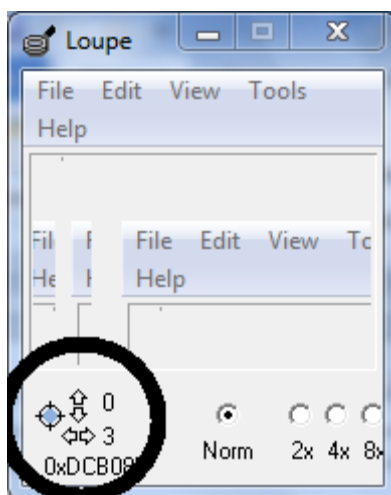 Loupe
File Edit View Tools
Help
File Edit View
Help
0
3
Norm 2x 4x 8x